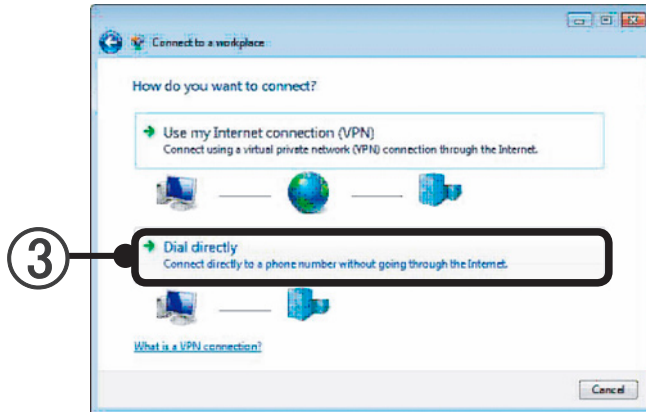 Connect to a workplace
How do you want to connect?
Use my Internet connection (VPN)
Connect using a virtual private network (VPN) connection through the Internet.
③
Dial directly
Connect directly to a phone number without going through the Internet.
What is a VPN connection?
Cancel